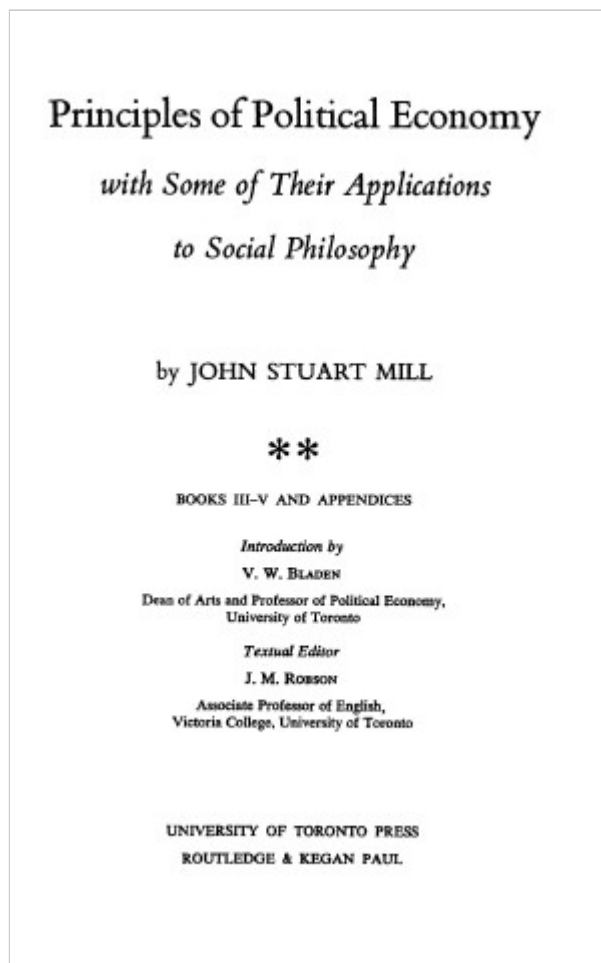 Principles of Political Economy
with Some of Their Applications
to Social Philosophy
by JOHN STUART MILL
**
BOOKS III–V AND APPENDICES
Introduction by
V. W. BLADEN
Dean of Arts and Professor of Political Economy,
University of Toronto
Textual Editor
J. M. ROBSON
Associate Professor of English,
Victoria College, University of Toronto
UNIVERSITY OF TORONTO PRESS
ROUTLEDGE & KEGAN PAUL